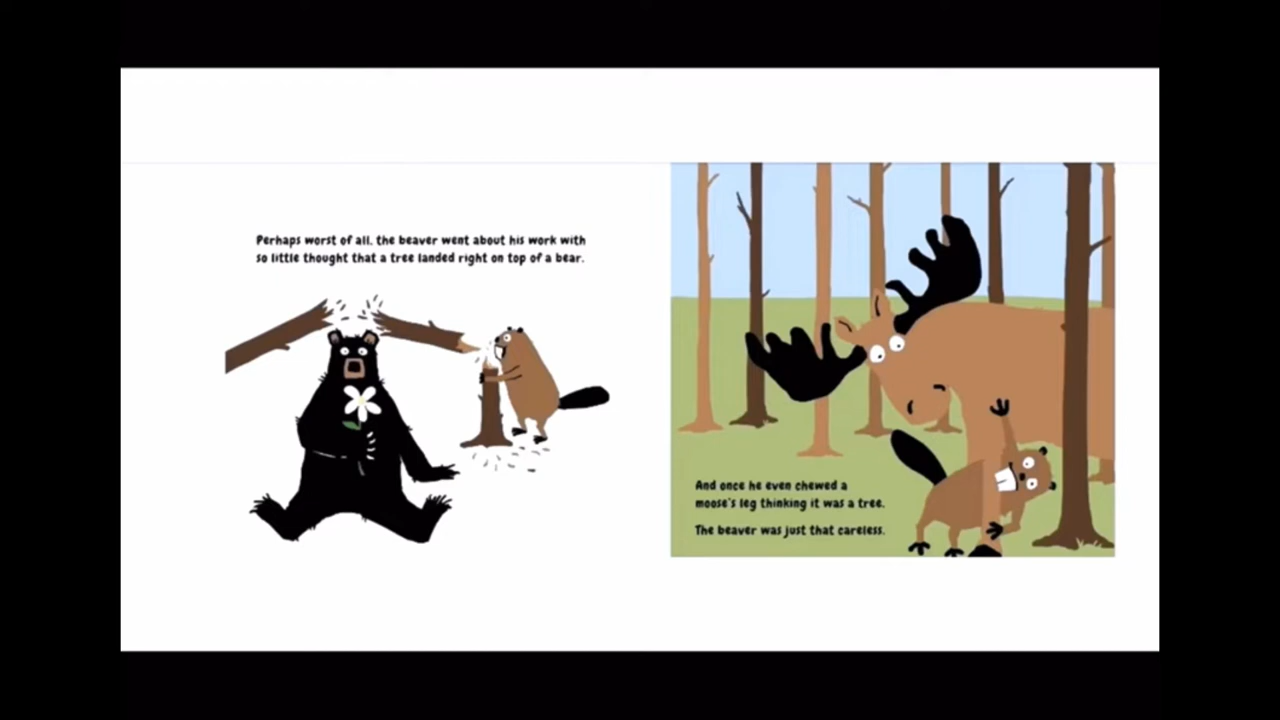 Perhaps worst of all, the beaver went about his work with
so little thought that a tree landed right on top of a bear.
And once he even chewed a
moose's leg thinking it was a tree.
The beaver was just that careless.